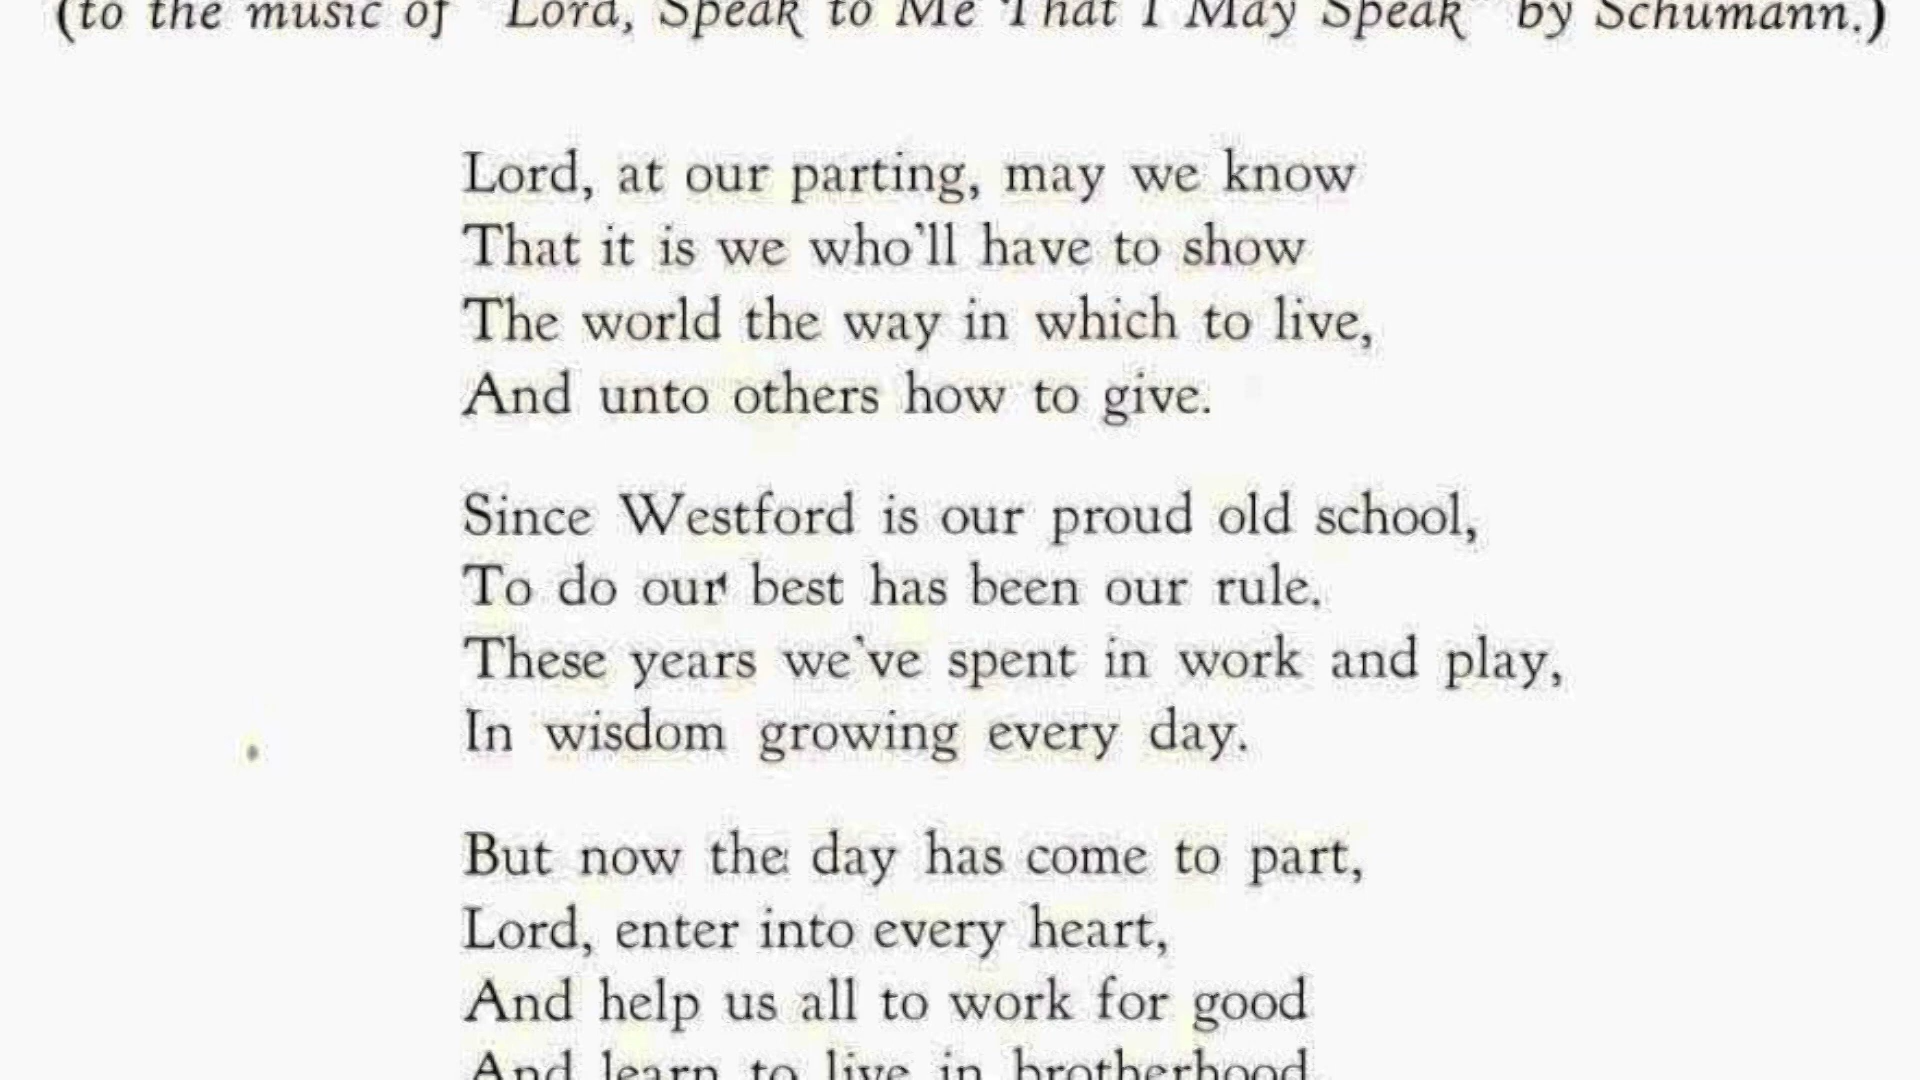 (to the music of "Lord, Speak to Me That I May Speak" by Schumann.)
Lord, at our parting, may we know
That it is we who'll have to show
The world the way in which to live,
And unto others how to give.
Since Westford is our proud old school,
To do our best has been our rule.
These years we've spent in work and play,
In wisdom growing every day.
But now the day has come to part,
Lord, enter into every heart,
And help us all to work for good
And learn to live in brotherhood.